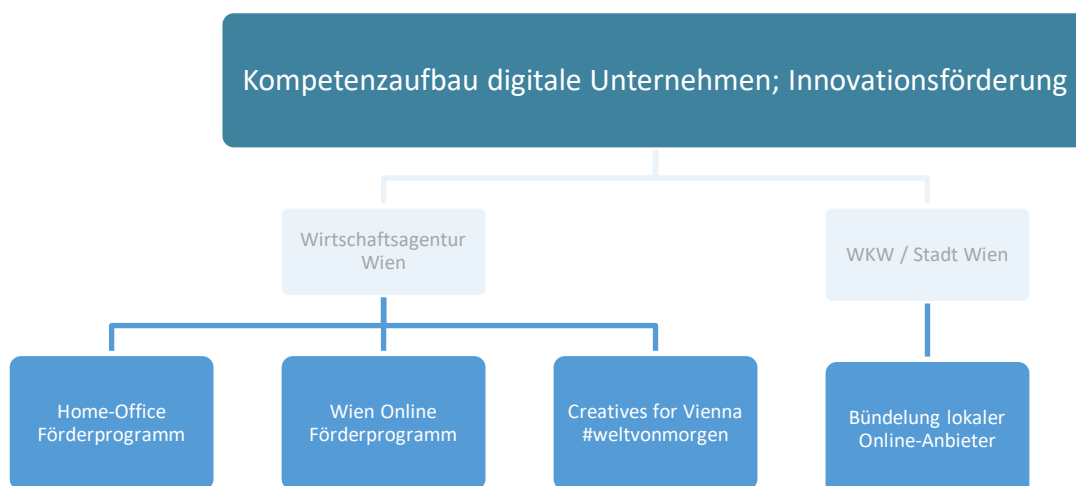 Kompetenzaufbau digitale Unternehmen; Innovationsförderung
Wirtschaftsagentur
Wien
WKW / Stadt Wien
Home-Office
Förderprogramm
Wien Online
Förderprogramm
Creatives for Vienna
#weltvonmorgen
Bündelung lokaler
Online-Anbieter